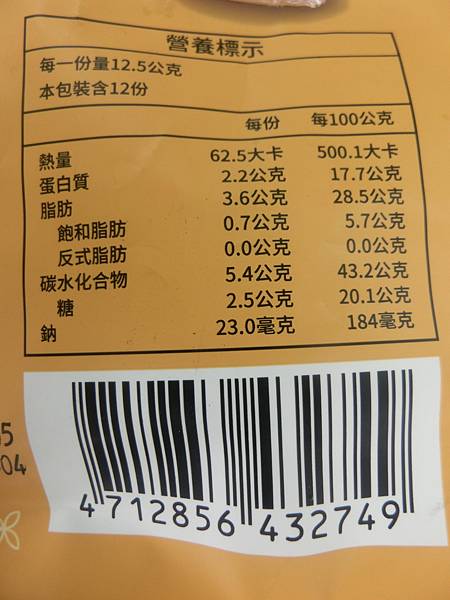 營養標示
每一份量12.5公克
本包裝含12份
每份 每100公克
熱量 62.5大卡 500.1大卡
蛋白質 2.2公克 17.7公克
脂肪 3.6公克 28.5公克
飽和脂肪 0.7公克 5.7公克
反式脂肪 0.0公克 0.0公克
碳水化合物 5.4公克 43.2公克
糖 2.5公克 20.1公克
鈉 23.0毫克 184毫克
5
04
4 712856 432749